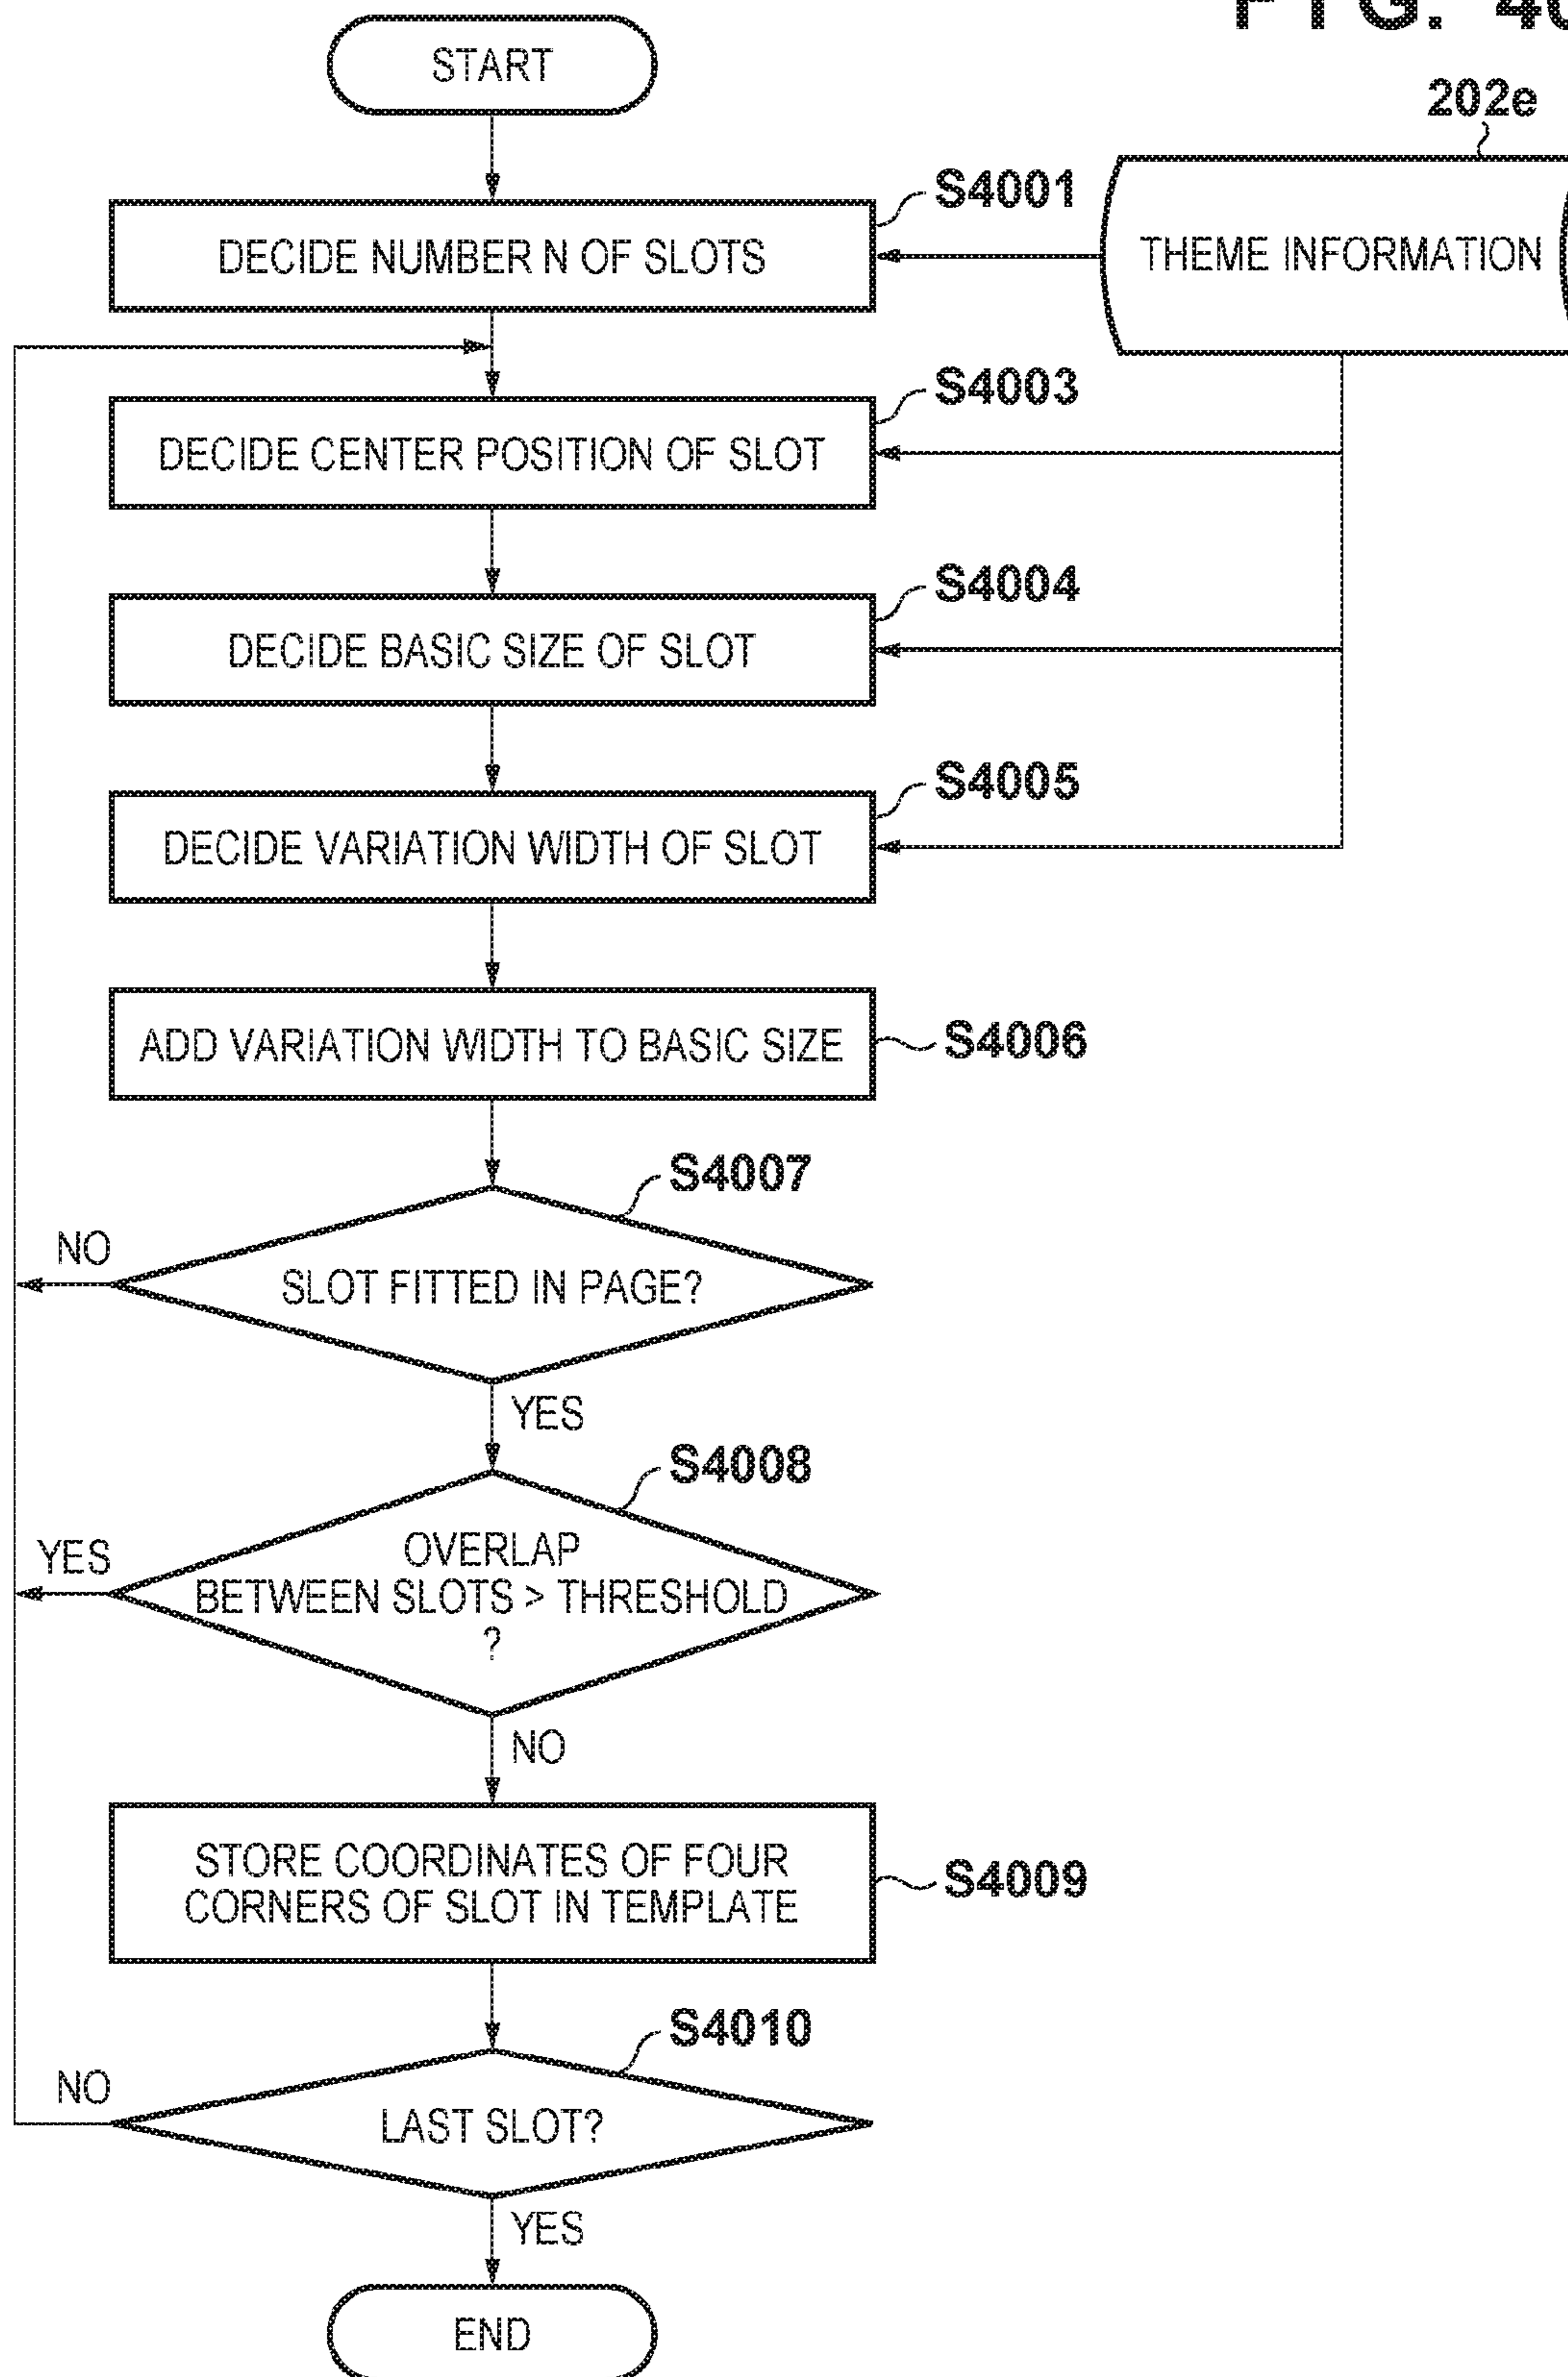 FIG. 40
START
202e
S4001
DECIDE NUMBER N OF SLOTS
THEME INFORMATION
S4003
DECIDE CENTER POSITION OF SLOT
S4004
DECIDE BASIC SIZE OF SLOT
S4005
DECIDE VARIATION WIDTH OF SLOT
ADD VARIATION WIDTH TO BASIC SIZE
S4006
S4007
NO
SLOT FITTED IN PAGE?
YES
S4008
YES
OVERLAP
BETWEEN SLOTS > THRESHOLD
?
NO
STORE COORDINATES OF FOUR
CORNERS OF SLOT IN TEMPLATE
S4009
S4010
NO
LAST SLOT?
YES
END